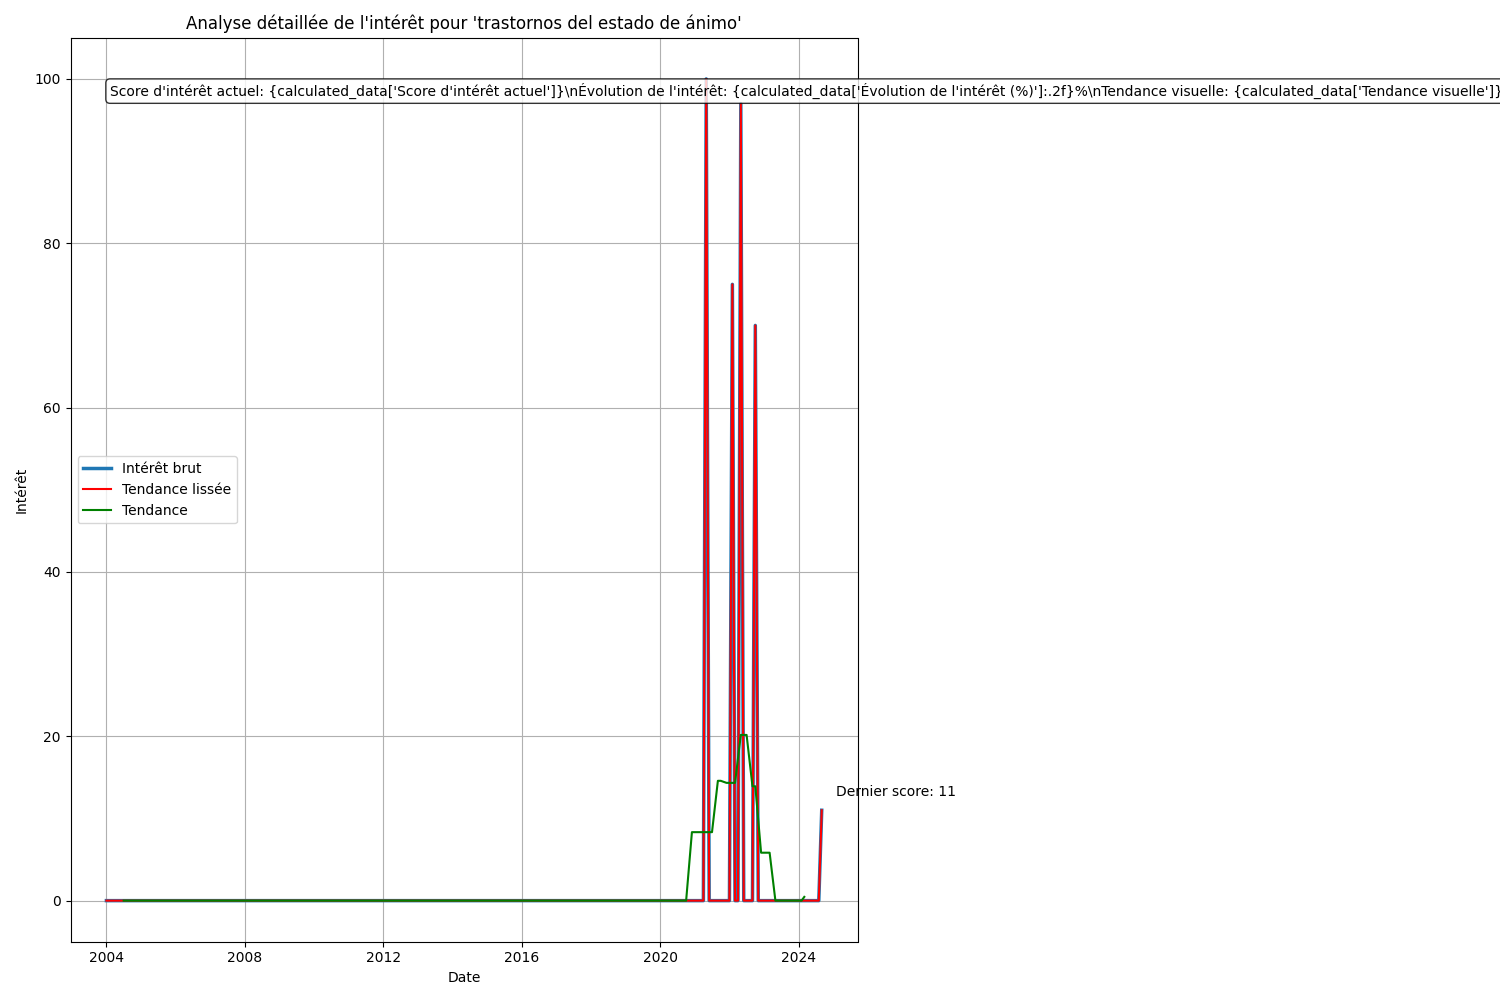 Analyse détaillée de l'intérêt pour 'trastornos del estado de ánimo'
100
Score d'intérêt actuel: {calculated_data['Score d'intérêt actuel']}\nÉvolution de l'intérêt: {calculated_data['Évolution de l'intérêt (%)']:.2f}%\nTendance visuelle: {calculated_data['Tendance visuelle']}
80
60
Intérêt brut
Tendance lissée
Tendance
Intérêt
40
20
Dernier score: 11
0
2004 2008 2012 2016 2020 2024
Date